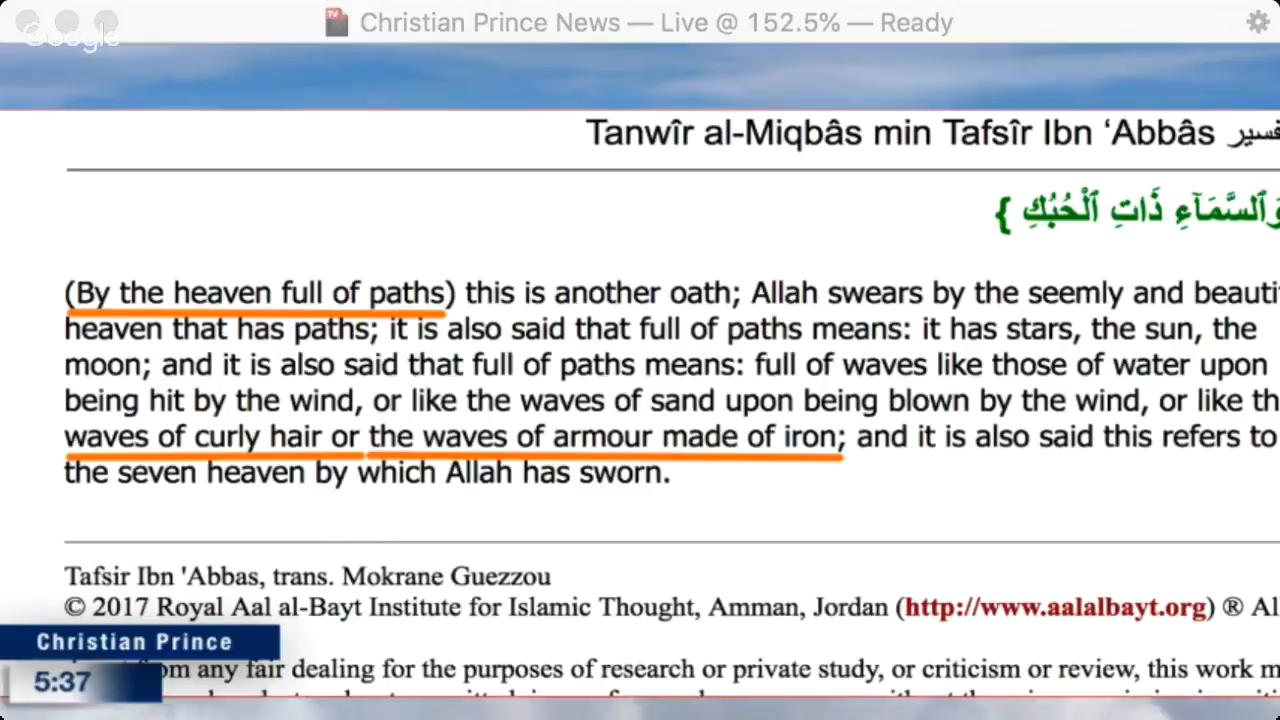 Christian Prince News — Live @ 152.5% — Ready
Google
Tanwîr al-Miqbâs min Tafsîr Ibn ‘Abbâs
ٱلسَّمَآءِ ذَاتِ ٱلْحُبُكِ }
(By the heaven full of paths) this is another oath; Allah swears by the seemly and
heaven that has paths; it is also said that full of paths means: it has stars, the sun, the
moon; and it is also said that full of paths means: full of waves like those of water upon
being hit by the wind, or like the waves of sand upon being blown by the wind, or like
waves of curly hair or the waves of armour made of iron; and it is also said this refers to
the seven heaven by which Allah has sworn.
Tafsir Ibn 'Abbas, trans. Mokrane Guezzou
© 2017 Royal Aal al-Bayt Institute for Islamic Thought, Amman, Jordan (http://www.aalalbayt.org) ®
Christian Prince
from any fair dealing for the purposes of research or private study, or criticism or review, this work
5:37